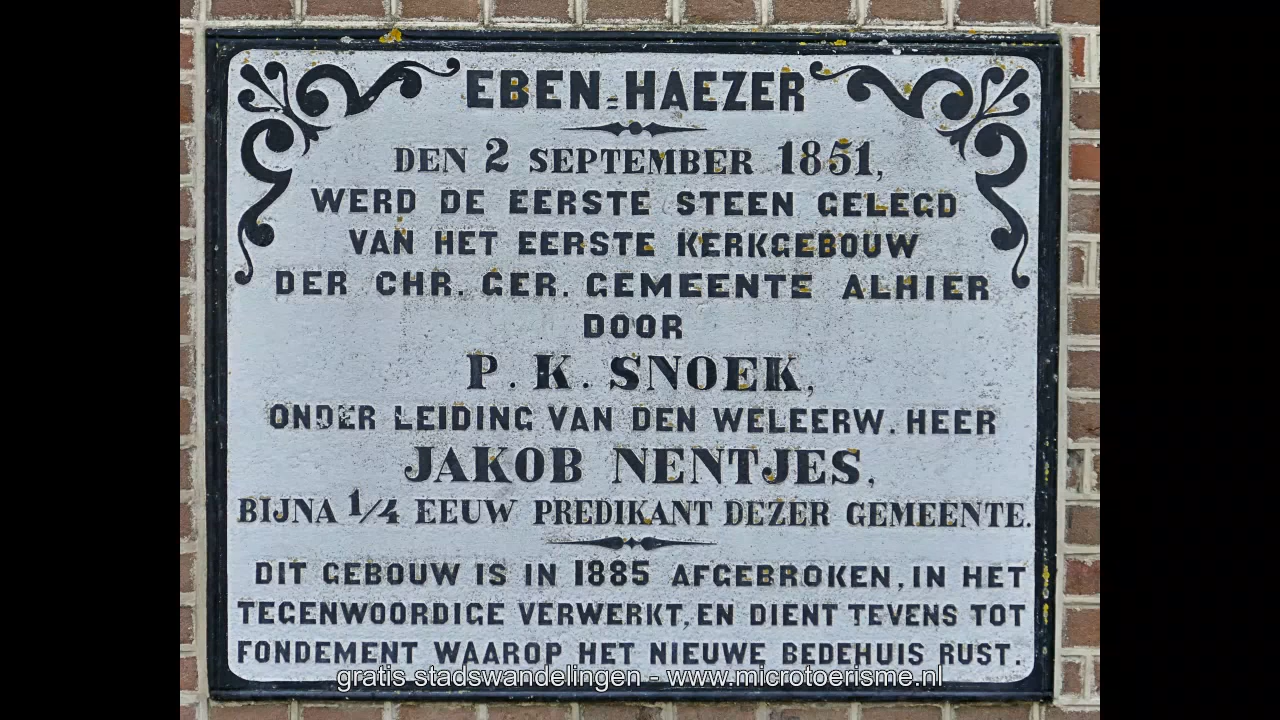 EBEN-HAEZER
DEN 2 SEPTEMBER 1851,
WERD DE EERSTE STEEN GELEGD
VAN HET EERSTE KERKGEBOUW
DER CHR. GER. GEMEENTE ALHIER
DOOR
P. K. SNOEK,
ONDER LEIDING VAN DEN WELEERW. HEER
JAKOB NENTJES.
BIJNA 1/4 EEUW PREDIKANT DEZER GEMEENTE.
DIT GEBOUW IS IN 1885 AFGEBROKEN, IN HET
TEGENWOORDIGE VERWERKT, EN DIENT TEVENS TOT
FONDEMENT WAAROP HET NIEUWE BEDEHUIS RUST.
gratis stadswandelingen - www.microtoerisme.nl